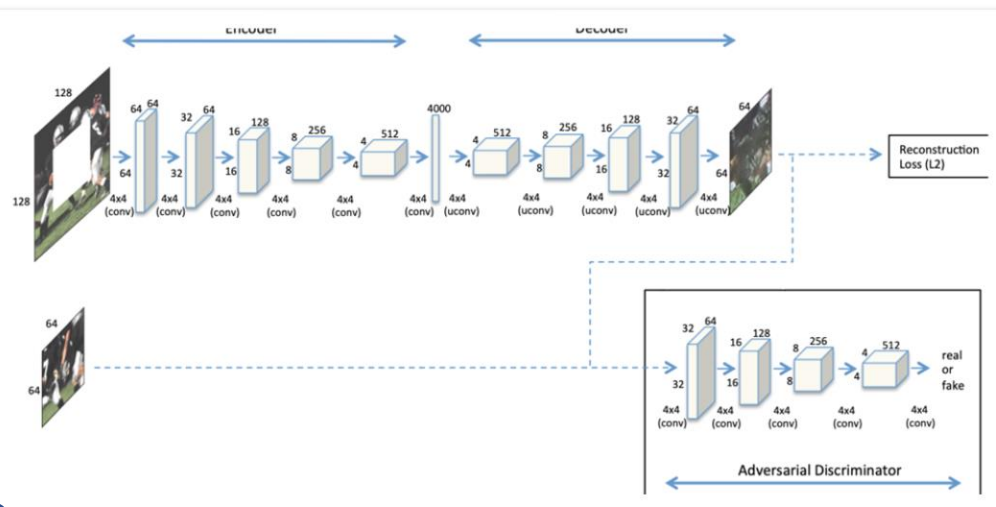 Encoder
Decoder
128
128
64 64
64
4x4
(conv)
32 64
32
4x4
(conv)
16 128
16
4x4
(conv)
8 256
8
4x4
(conv)
4 512
4
4x4
(conv)
4000
4x4
(conv)
4x4
(uconv)
4 512
4
4x4
(uconv)
8 256
8
4x4
(uconv)
16 128
16
4x4
(uconv)
32 64
32
4x4
(uconv)
64
64
Reconstruction
Loss (L2)
64
64
4x4
(conv)
32 64
32
4x4
(conv)
16 128
16
4x4
(conv)
8 256
8
4x4
(conv)
4 512
4
4x4
(conv)
real
or
fake
Adversarial Discriminator